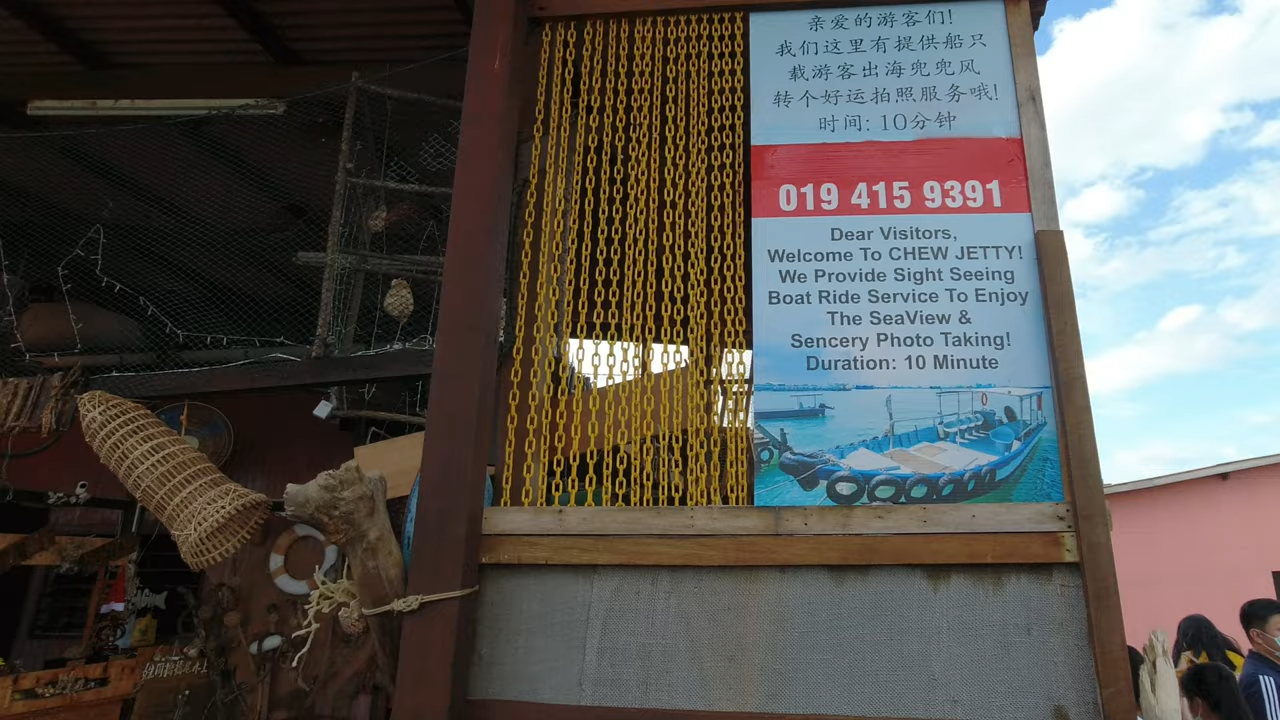 亲爱的游客们!
我们这里有提供船只
载游客出海兜兜风
转个好运拍照服务哦!
时间: 10分钟
019 415 9391
Dear Visitors,
Welcome To CHEW JETTY!
We Provide Sight Seeing
Boat Ride Service To Enjoy
The SeaView &
Sencery Photo Taking!
Duration: 10 Minute